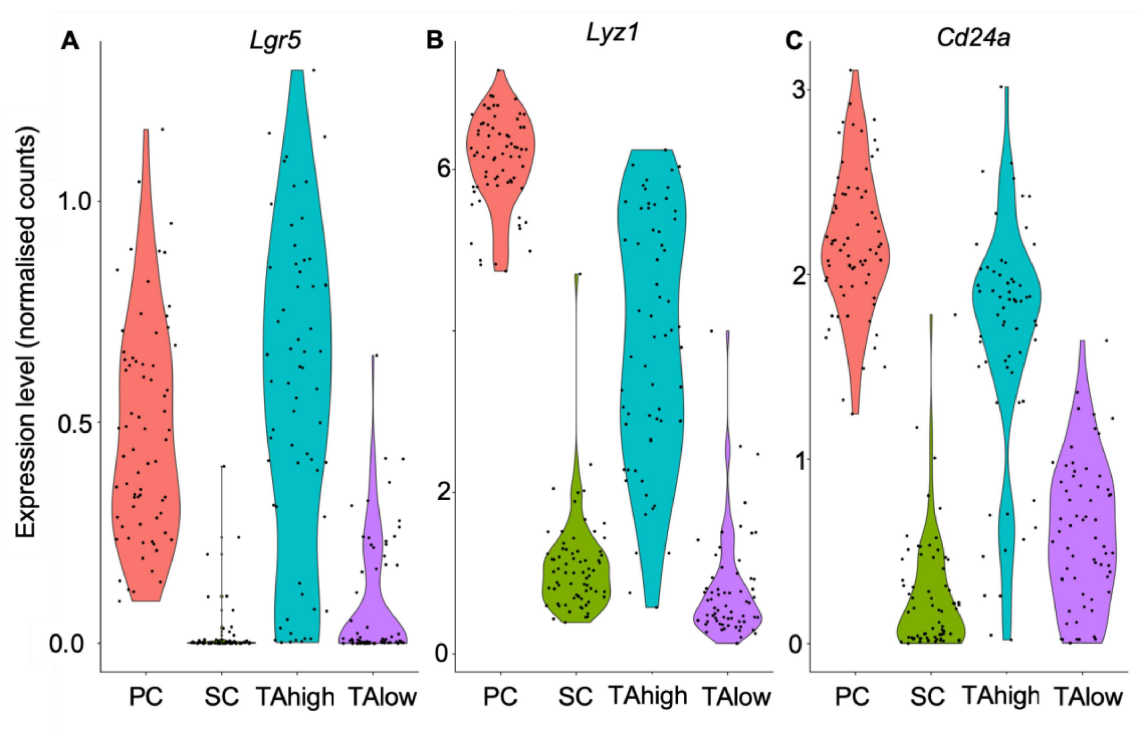 A Lgr5
B Lyz1
C Cd24a
Expression level (normalised counts)
1.0
0.5
0.0
6
2
0
3
2
1
0
PC SC TAhigh TAlow
PC SC TAhigh TAlow
PC SC TAhigh TAlow